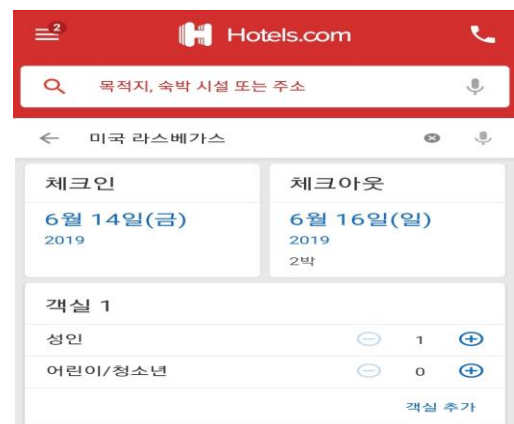 2
Hotels.com
목적지, 숙박 시설 또는 주소
미국 라스베가스
체크인
6월 14일(금)
2019
체크아웃
6월 16일(일)
2019
2박
객실 1
성인 1
어린이/청소년 0
객실 추가